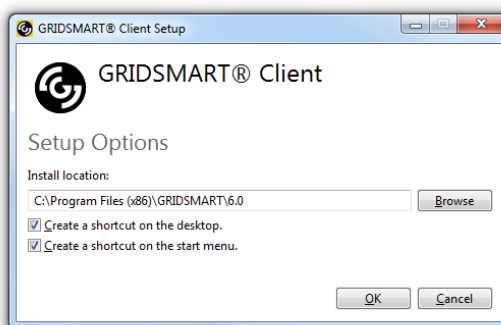 GRIDSMART® Client Setup
GRIDSMART® Client
Setup Options
Install location:
C:\Program Files (x86)\GRIDSMART\6.0
Browse
Create a shortcut on the desktop.
Create a shortcut on the start menu.
OK
Cancel